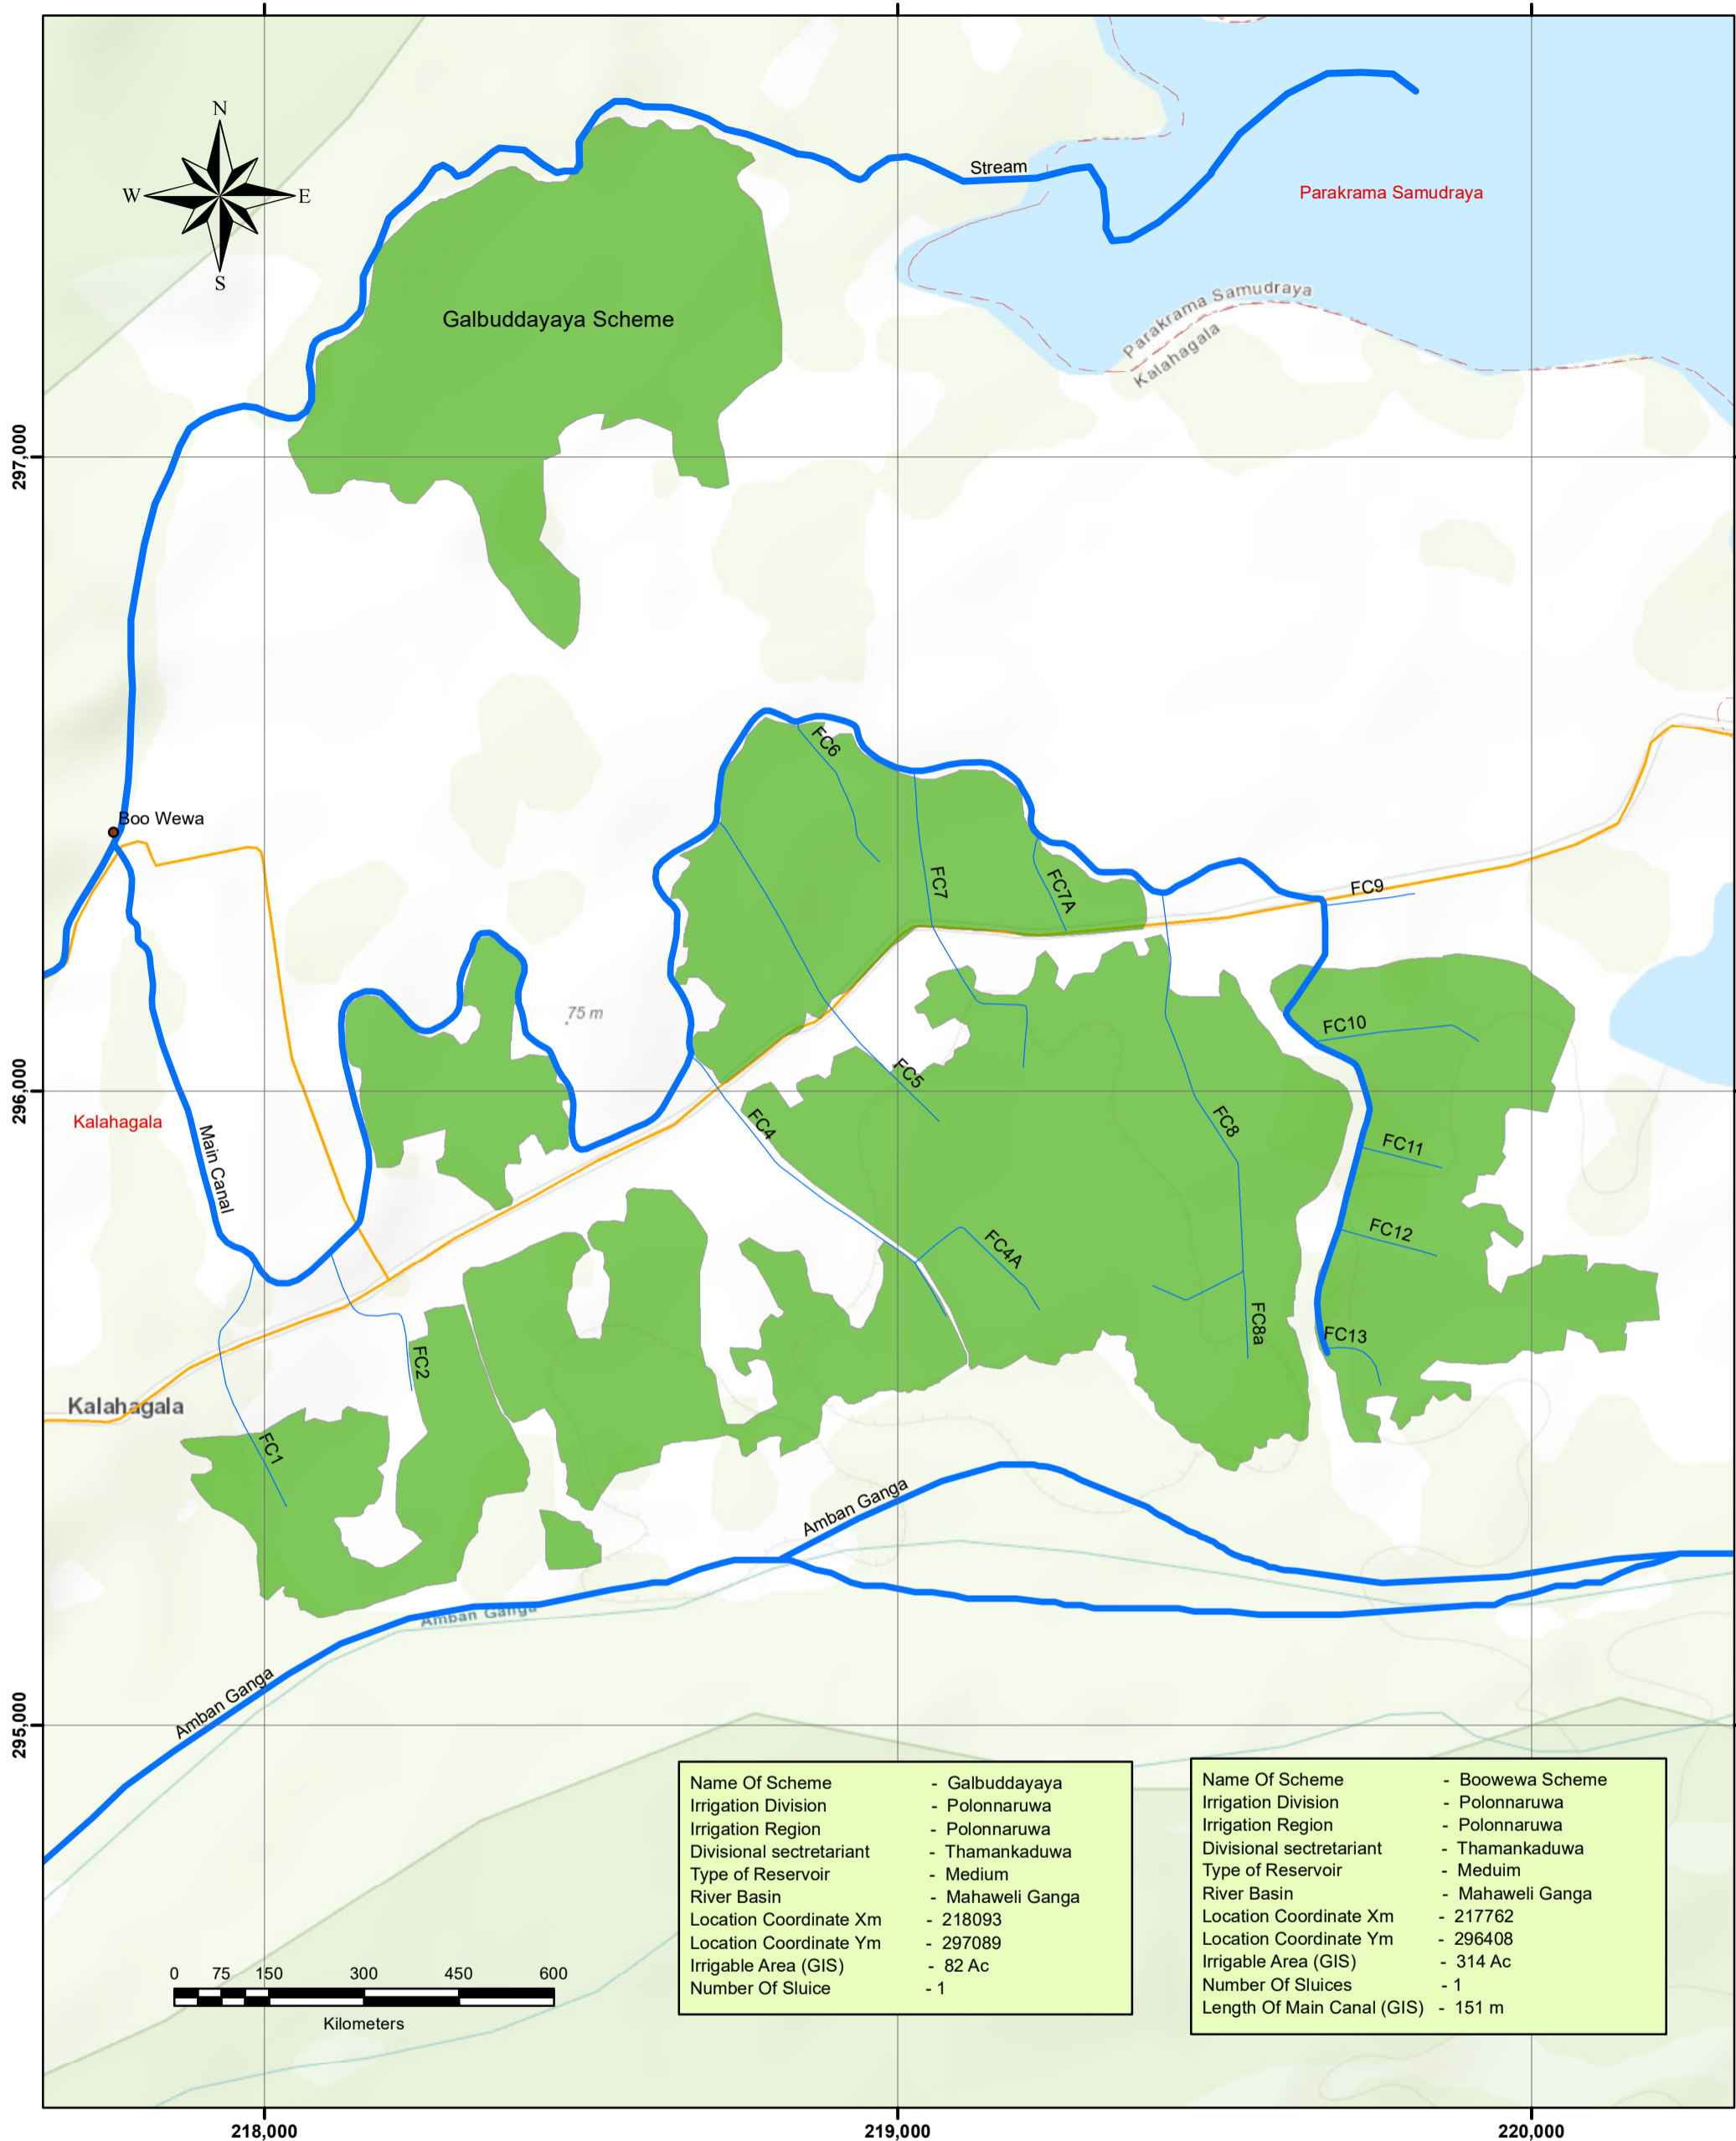 N
W
E
S
Stream
Parakrama Samudraya
Galbuddayaya Scheme
Parakrama Samudraya
Kalahagala
297,000
FC6
Boo Wewa
FC7
FC7A
FC9
75 m
FC10
FC5
296,000
Kalahagala
Main Canal
FC4
FC8
FC11
FC12
FC4A
FC8a
FC13
FC2
Kalahagala
FC1
Amban Ganga
Amban Ganga
Amban Ganga
295,000
Name Of Scheme - Galbuddayaya
Irrigation Division - Polonnaruwa
Irrigation Region - Polonnaruwa
Divisional sectretariant - Thamankaduwa
Type of Reservoir - Medium
River Basin - Mahaweli Ganga
Location Coordinate Xm - 218093
Location Coordinate Ym - 297089
Irrigable Area (GIS) - 82 Ac
Number Of Sluice - 1
Name Of Scheme - Boowewa Scheme
Irrigation Division - Polonnaruwa
Irrigation Region - Polonnaruwa
Divisional sectretariant - Thamankaduwa
Type of Reservoir - Meduim
River Basin - Mahaweli Ganga
Location Coordinate Xm - 217762
Location Coordinate Ym - 296408
Irrigable Area (GIS) - 314 Ac
Number Of Sluices - 1
Length Of Main Canal (GIS) - 151 m
0 75 150 300 450 600
Kilometers
218,000
219,000
220,000